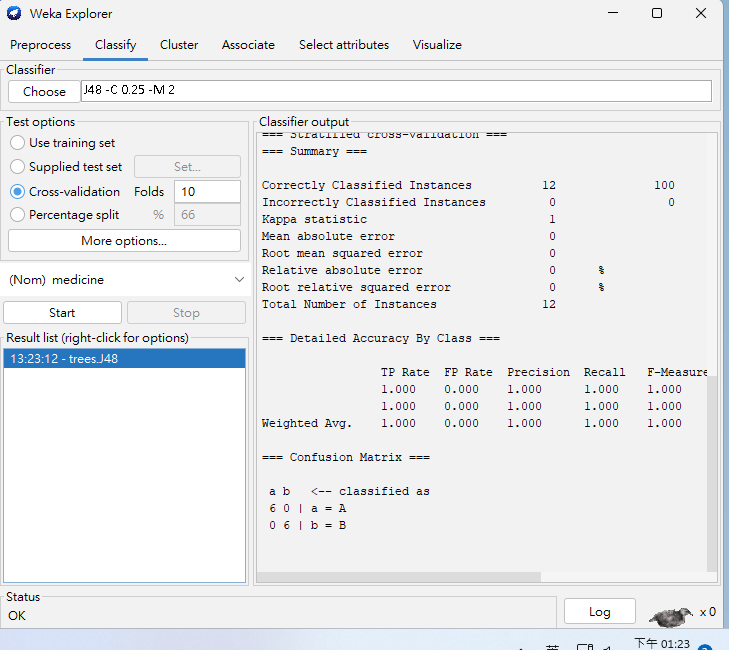 Weka Explorer
Preprocess Classify Cluster Associate Select attributes Visualize
Classifier
Choose J48 -C 0.25 -M 2
Test options
Use training set
Supplied test set Set...
Cross-validation Folds 10
Percentage split % 66
More options...
(Nom) medicine
Start Stop
Result list (right-click for options)
13:23:12 - trees.J48
Classifier output
=== Stratified cross-validation ===
=== Summary ===
Correctly Classified Instances 12 100
Incorrectly Classified Instances 0 0
Kappa statistic 1
Mean absolute error 0
Root mean squared error 0
Relative absolute error 0 %
Root relative squared error 0 %
Total Number of Instances 12
=== Detailed Accuracy By Class ===
TP Rate FP Rate Precision Recall F-Measure
1.000 0.000 1.000 1.000 1.000
1.000 0.000 1.000 1.000 1.000
Weighted Avg. 1.000 0.000 1.000 1.000 1.000
=== Confusion Matrix ===
a b <-- classified as
6 0 | a = A
0 6 | b = B
Status
OK
Log x 0
英 下午 01:23